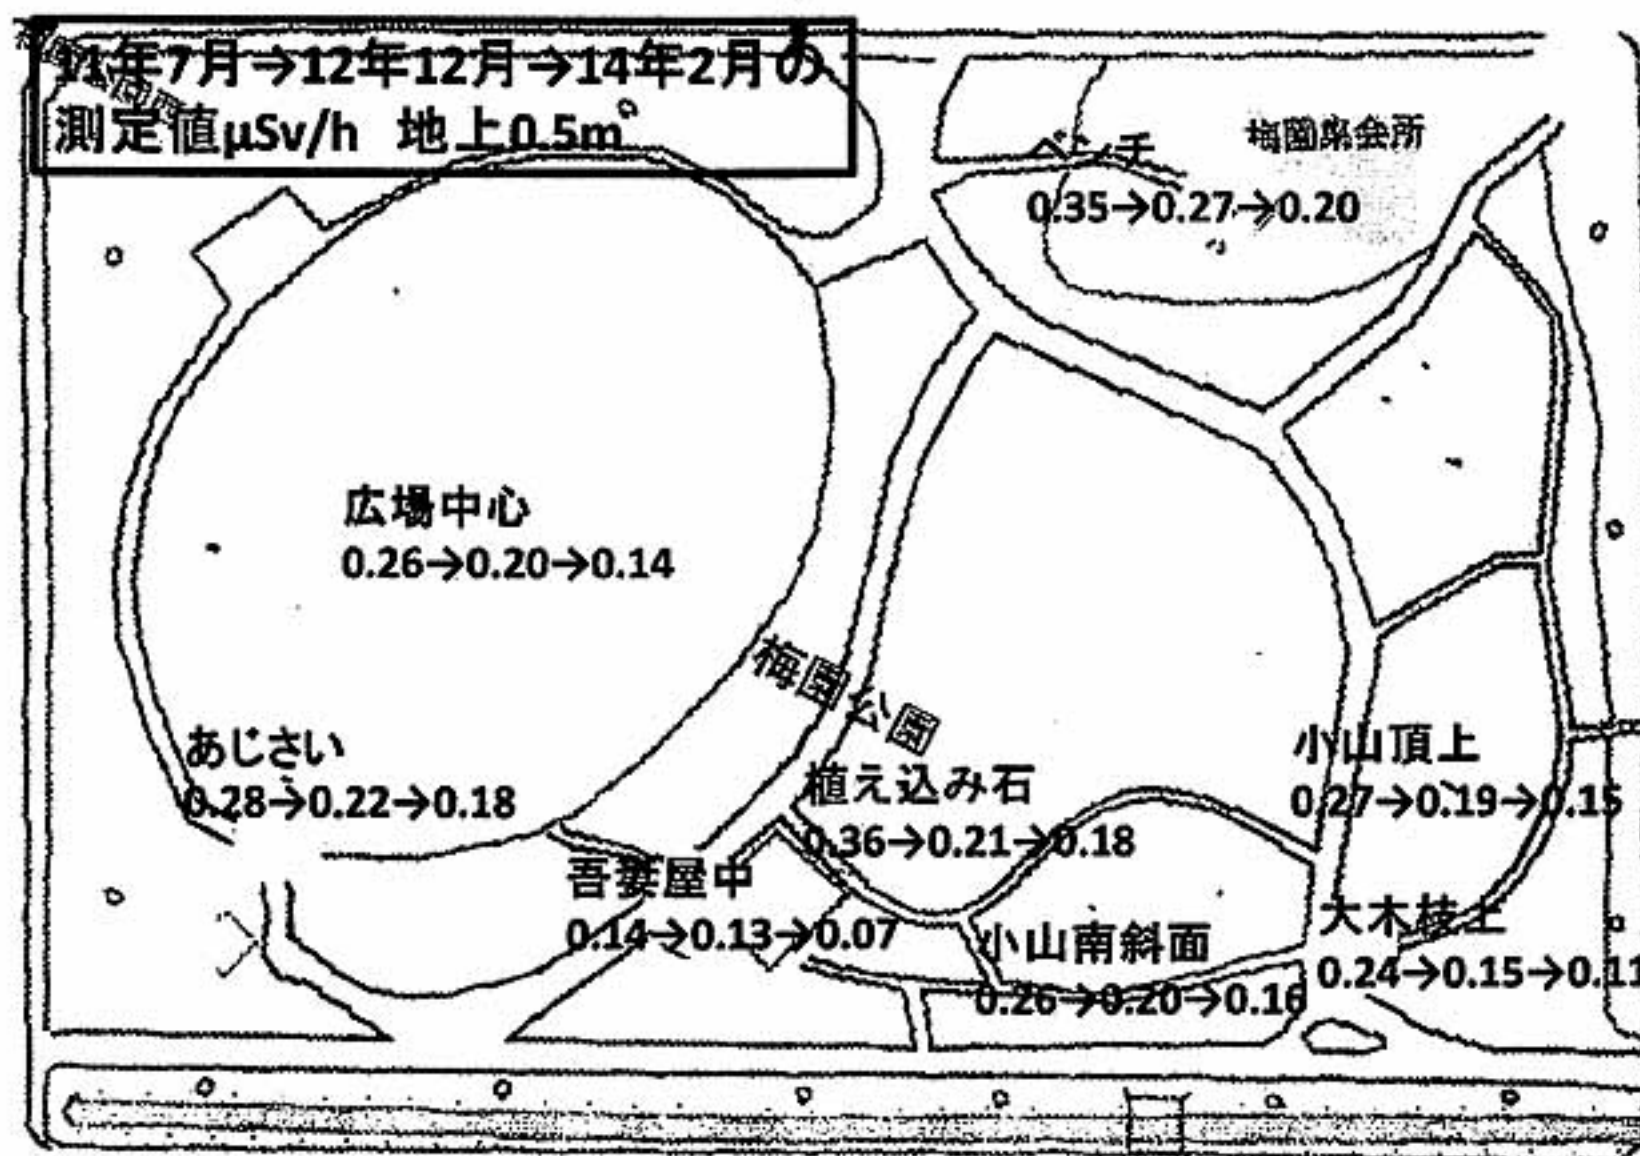 11年7月→12年12月→14年2月の
測定値μSv/h 地上0.5m
ベンチ
0.35→0.27→0.20
梅園集会所
広場中心
0.26→0.20→0.14
梅園公園
あじさい
0.28→0.22→0.18
植え込み石
0.36→0.21→0.18
小山頂上
0.27→0.19→0.15
吾妻屋中
0.14→0.13→0.07
小山南斜面
0.26→0.20→0.16
大木枝上
0.24→0.15→0.11